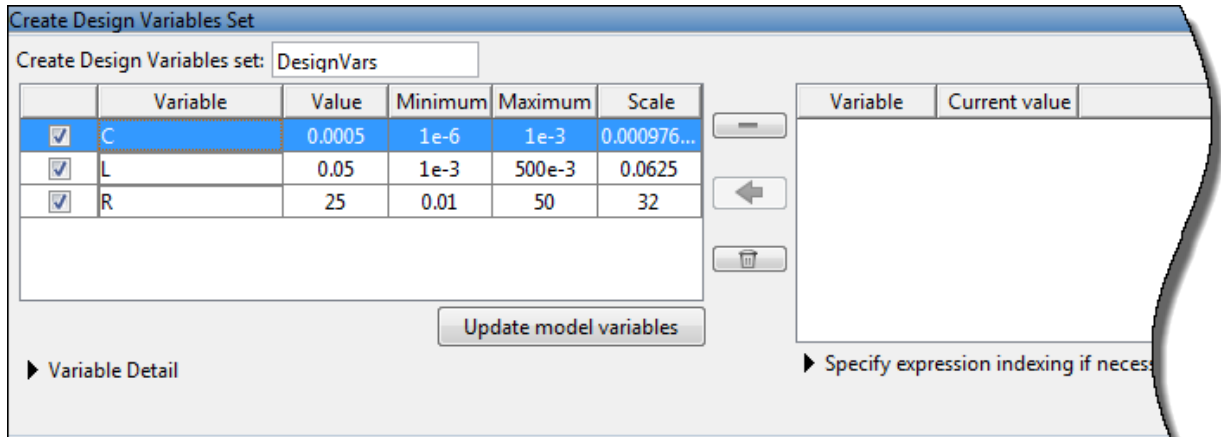 Create Design Variables Set
Create Design Variables set: DesignVars
Variable Value Minimum Maximum Scale
C 0.0005 1e-6 1e-3 0.000976...
L 0.05 1e-3 500e-3 0.0625
R 25 0.01 50 32
Update model variables
Variable Detail
Variable Current value
Specify expression indexing if neces